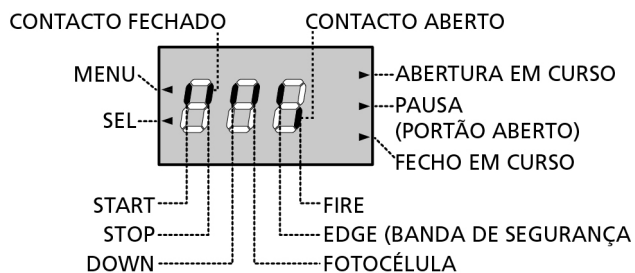 CONTACTO FECHADO
CONTACTO ABERTO
MENU
SEL
ABERTURA EM CURSO
PAUSA
(PORTÃO ABERTO)
FECHO EM CURSO
START
STOP
DOWN
FIRE
EDGE (BANDA DE SEGURANÇA
FOTOCÉLULA